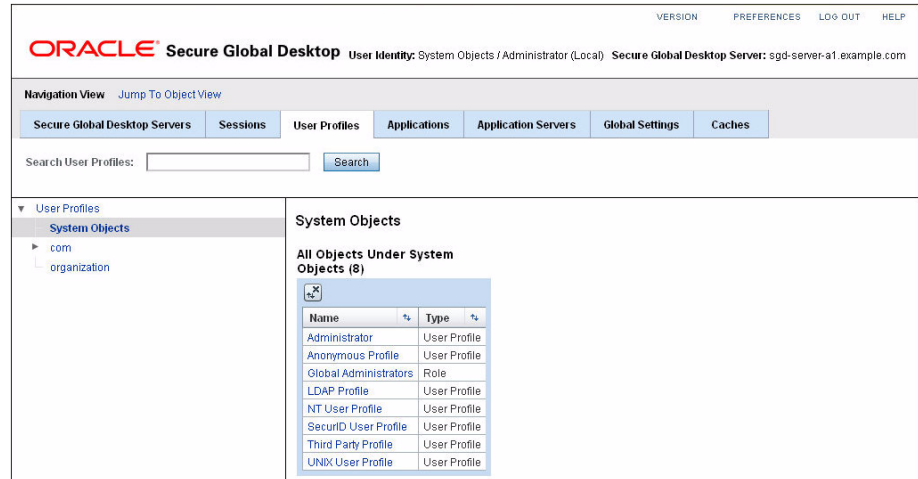 VERSION PREFERENCES LOG OUT HELP
ORACLE Secure Global Desktop User Identity: System Objects / Administrator (Local) Secure Global Desktop Server: sgd-server-a1.example.com
Navigation View Jump To Object View
Secure Global Desktop Servers Sessions User Profiles Applications Application Servers Global Settings Caches
Search User Profiles: Search
User Profiles
System Objects
com
organization
System Objects
All Objects Under System
Objects (8)
Name Type
Administrator User Profile
Anonymous Profile User Profile
Global Administrators Role
LDAP Profile User Profile
NT User Profile User Profile
SecurID User Profile User Profile
Third Party Profile User Profile
UNIX User Profile User Profile